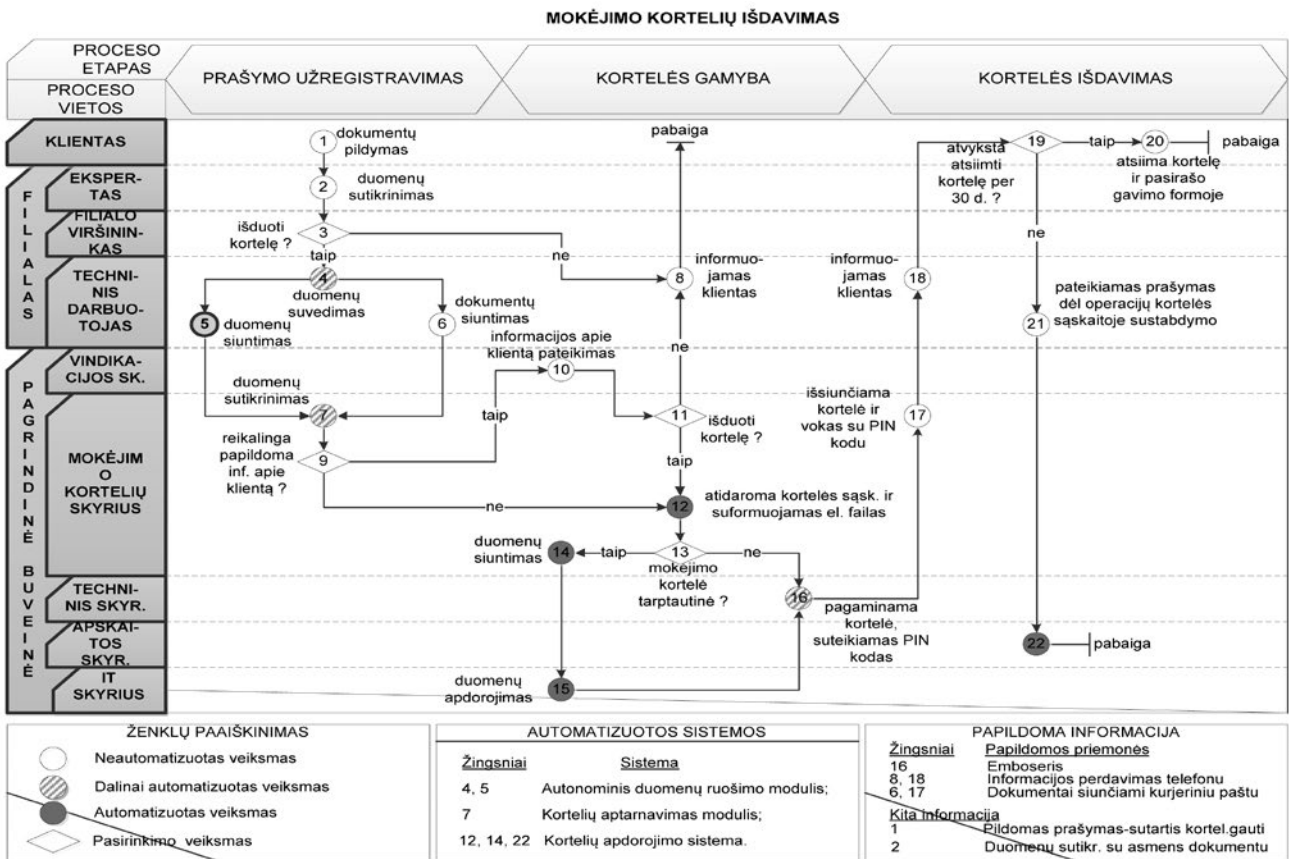 MOKĖJIMO KORTELIŲ IŠDAVIMAS
PROCESO
ETAPAS
PRAŠYMO UŽREGISTRAVIMAS
KORTELĖS GAMYBA
KORTELĖS IŠDAVIMAS
PROCESO
VIETOS
KLIENTAS
1
dokumentų
pildymas
pabaiga
atvyksta
atsiimti
kortelę per
30 d. ?
19
taip
20
pabaiga
atsiima kortelę
ir pasirašo
gavimo formoje
FILIALAS
EKSPER-
TAS
2
duomenų
sutikrinimas
FILIALO
VIRŠININ-
KAS
išduoti
kortelę ?
3
taip
ne
ne
TECHNI-
NIS
DARBUO-
TOJAS
4
duomenų
suvedimas
8
informuo-
jamas
klientas
informuo-
jamas
klientas
18
5
duomenų
siuntimas
6
dokumentų
siuntimas
pateikiamas prašymas
dėl operacijų kortelės
sąskaitoje sustabdymo
21
PAGRINDINĖ BUVEINĖ
VINDIKA-
CIJOS SK.
informacijos apie
klientą pateikimas
10
MOKĖJIM
O
KORTELIŲ
SKYRIUS
duomenų
sutikrinimas
7
taip
11
išduoti
kortelę ?
išsiunčiama
kortelė ir
vokas su PIN
kodu
17
reikalinga
papildoma
inf. apie
klientą ?
9
taip
ne
12
atidaroma kortelės sąsk. ir
suformuojamas el. failas
duomenų
siuntimas
14
taip
13
ne
mokėjimo
kortelė
tarptautinė ?
TECHNI-
NIS SKYR.
16
pagaminama
kortelė,
suteikiamas PIN
kodas
APSKAI-
TOS
SKYR.
22
pabaiga
IT
SKYRIUS
duomenų
apdorojimas
15
ŽENKLŲ PAAIŠKINIMAS
Neautomatizuotas veiksmas
Dalinai automatizuotas veiksmas
Automatizuotas veiksmas
Pasirinkimo veiksmas
AUTOMATIZUOTOS SISTEMOS
Žingsniai Sistema
4, 5 Autonominis duomenų ruošimo modulis;
7 Kortelių aptarnavimas modulis;
12, 14, 22 Kortelių apdorojimo sistema.
PAPILDOMA INFORMACIJA
Žingsniai Papildomos priemonės
16 Emboseris
8, 18 Informacijos perdavimas telefonu
6, 17 Dokumentai siunčiami kurjeriniu paštu
Kita informacija
1 Pildomas prašymas-sutartis kortel.gauti
2 Duomenų sutikr. su asmens dokumentu